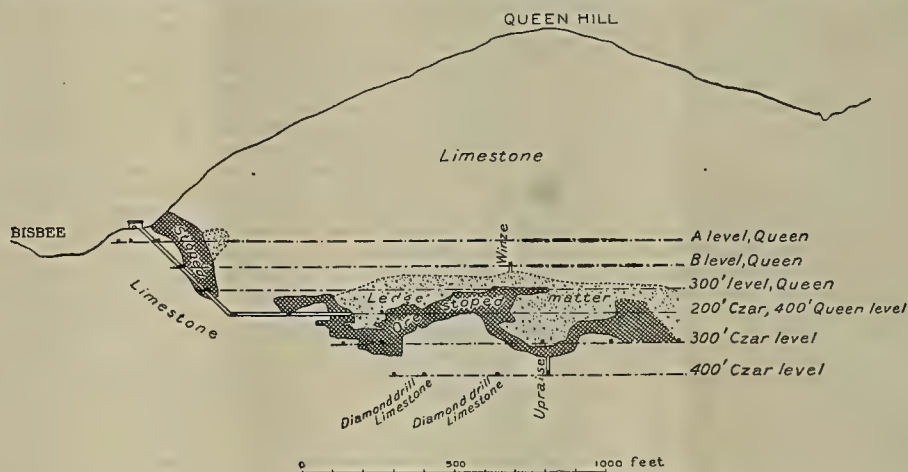 QUEEN HILL
Limestone
BISBEE
Stoped
Limestone
Winze
A level, Queen
B level, Queen
300' level, Queen
Ledge matter
Ore Stoped
200' Czar, 400' Queen level
300' Czar level
400' Czar level
Diamond drill
Limestone
Diamond drill
Limestone
Upraise
0 500 1000 feet